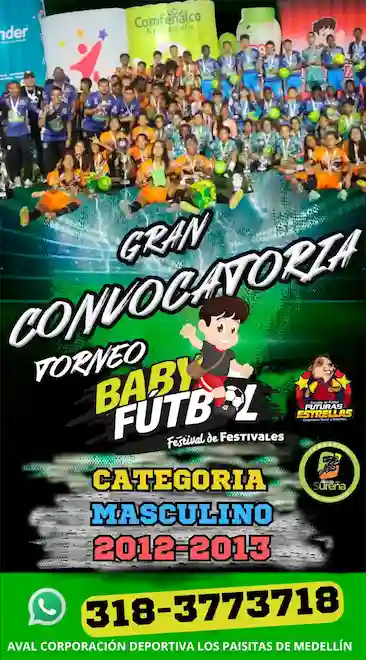 nder
Comfenalco
GRAN
CONVOCATORIA
TORNEO
BABY
FÚTBOL
Festival de Festivales
FUTURAS
ESTRELLAS
Sureña
CATEGORIA
MASCULINO
2012-2013
318-3773718
AVAL CORPORACIÓN DEPORTIVA LOS PAISITAS DE MEDELLÍN